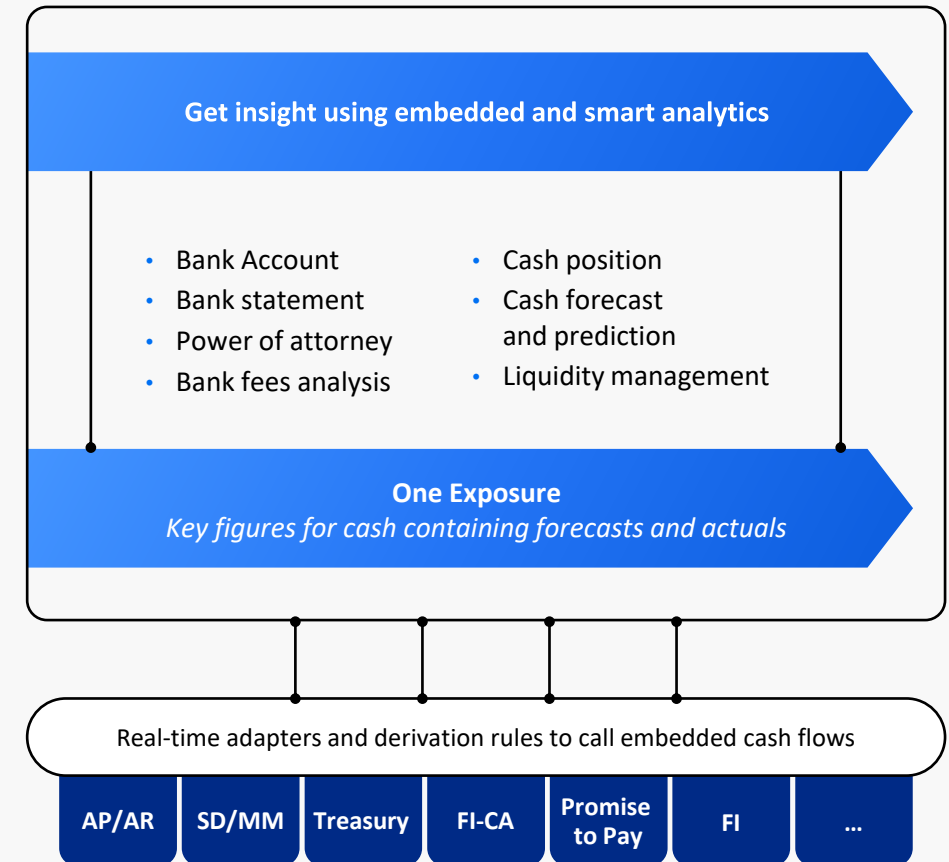 Get insight using embedded and smart analytics
• Bank Account
• Bank statement
• Power of attorney
• Bank fees analysis
• Cash position
• Cash forecast
and prediction
• Liquidity management
One Exposure
Key figures for cash containing forecasts and actuals
Real-time adapters and derivation rules to call embedded cash flows
AP/AR
SD/MM
Treasury
FI-CA
Promise
to Pay
FI
...